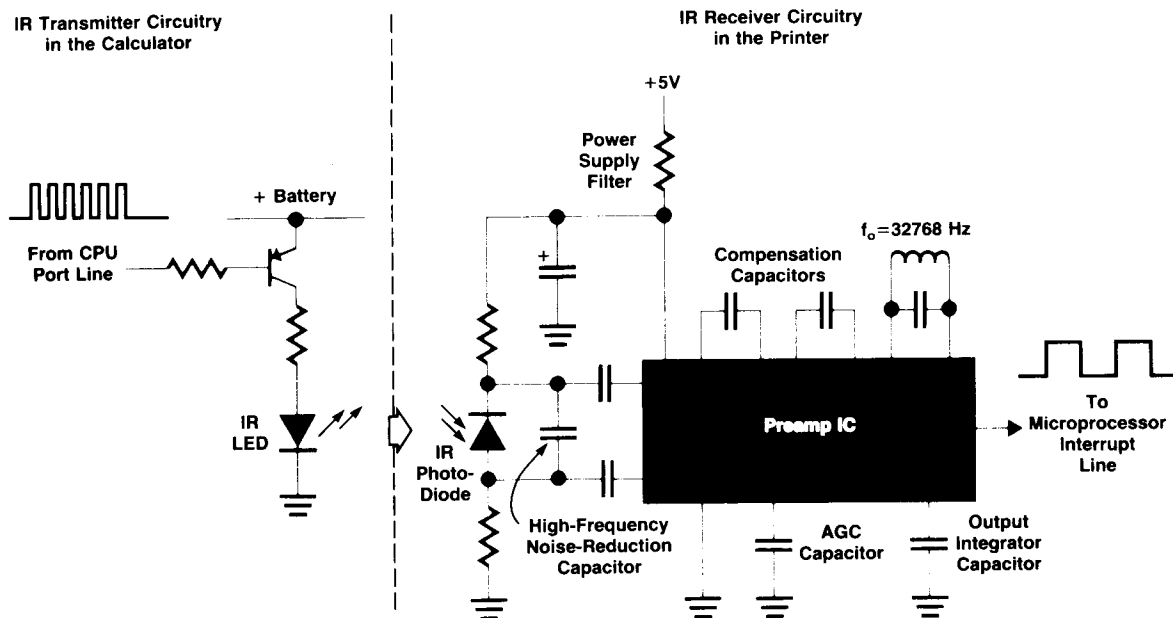 IR Transmitter Circuitry
in the Calculator
IR Receiver Circuitry
in the Printer
+5V
Power
Supply
Filter
+ Battery
From CPU
Port Line
fo=32768 Hz
Compensation
Capacitors
+
IR
LED
IR
Photo-
Diode
Preamp IC
To
Microprocessor
Interrupt
Line
High-Frequency
Noise-Reduction
Capacitor
AGC
Capacitor
Output
Integrator
Capacitor